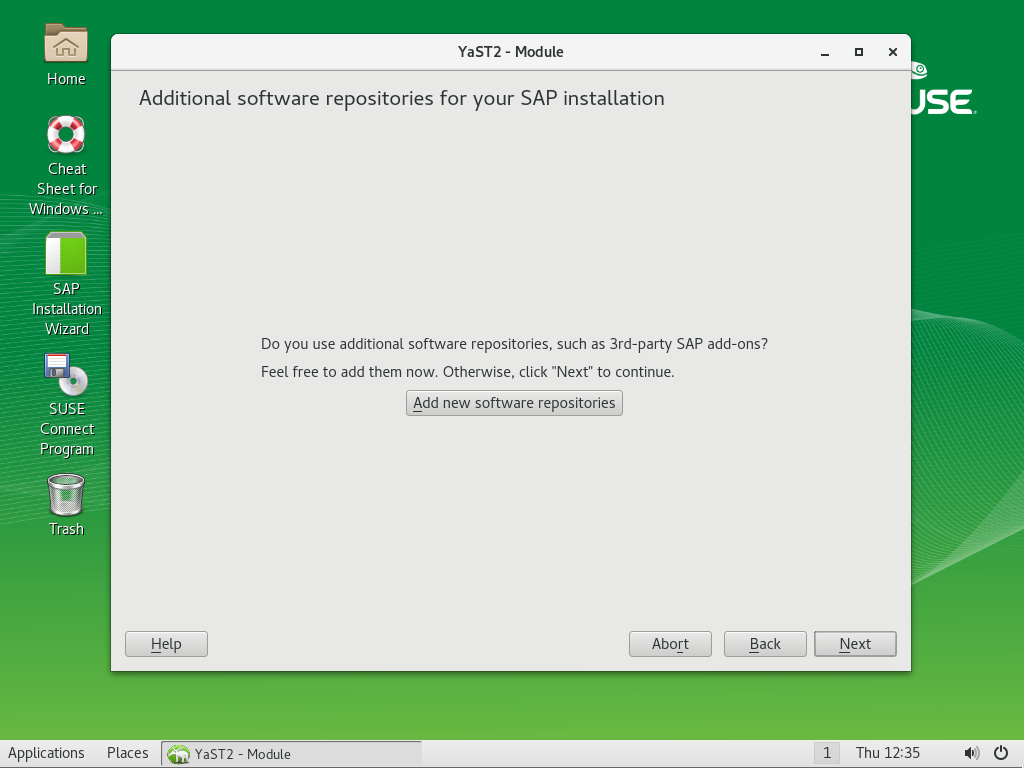 Home
Cheat
Sheet for
Windows ...
SAP
Installation
Wizard
SUSE
Connect
Program
Trash
YaST2 - Module
Additional software repositories for your SAP installation
Do you use additional software repositories, such as 3rd-party SAP add-ons?
Feel free to add them now. Otherwise, click "Next" to continue.
Add new software repositories
Help
Abort
Back
Next
USE
Applications
Places
YaST2 - Module
1
Thu 12:35